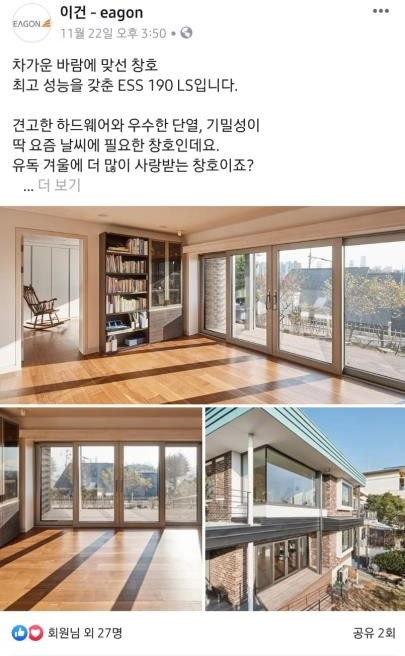 이건 - eagon
EAGON
11월 22일 오후 3:50 •
차가운 바람에 맞선 창호
최고 성능을 갖춘 ESS 190 LS입니다.
견고한 하드웨어와 우수한 단열, 기밀성이
딱 요즘 날씨에 필요한 창호인데요.
유독 겨울에 더 많이 사랑받는 창호이죠?
... 더 보기
회원님 외 27명
공유 2회